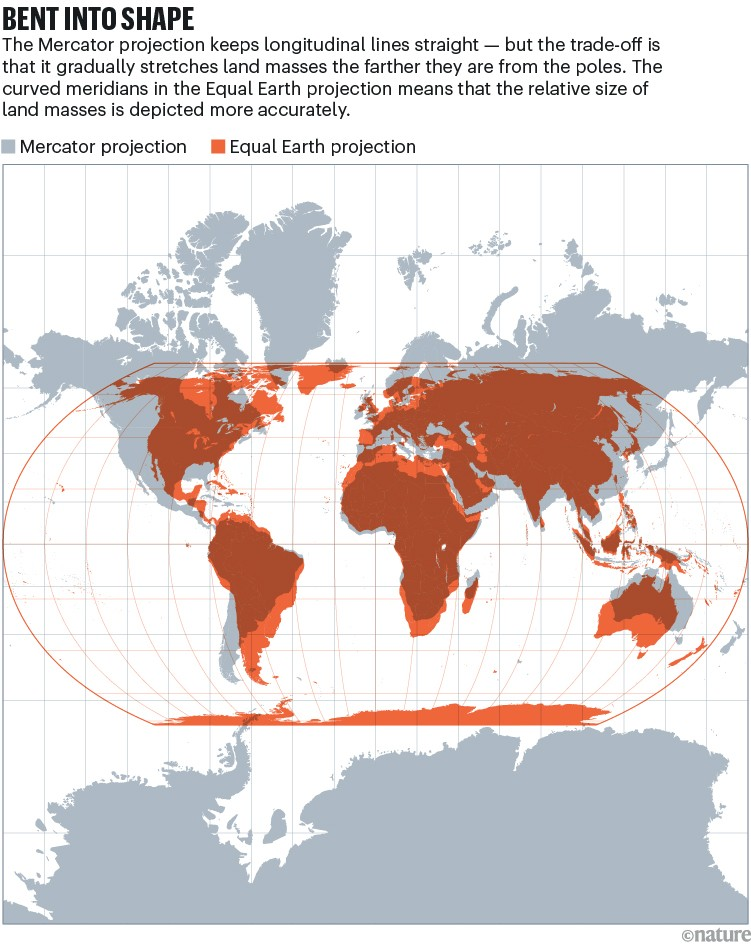 BENT INTO SHAPE
The Mercator projection keeps longitudinal lines straight — but the trade-off is
that it gradually stretches land masses the farther they are from the poles. The
curved meridians in the Equal Earth projection means that the relative size of
land masses is depicted more accurately.
Mercator projection Equal Earth projection
©nature